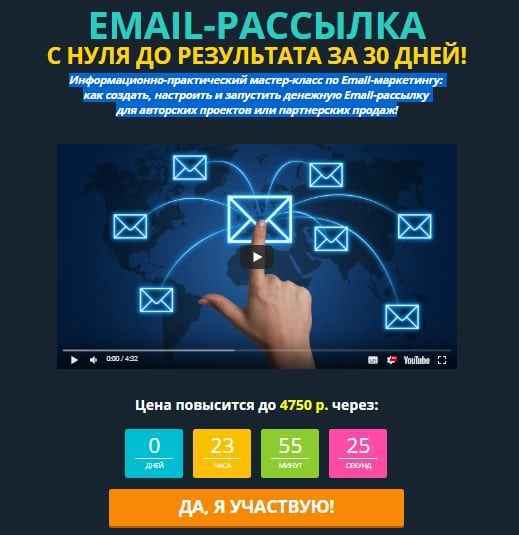 EMAIL-РАССЫЛКА
С НУЛЯ ДО РЕЗУЛЬТАТА ЗА 30 ДНЕЙ!
Информационно-практический мастер-класс по Email-маркетингу:
как создать, настроить и запустить денежную Email-рассылку
для авторских проектов или партнерских продаж!
0:00 / 4:32
YouTube
Цена повысится до 4750 р. через:
0 23 55 25
ДНЕЙ ЧАСА МИНУТ СЕКУНД
ДА, Я УЧАСТВУЮ!